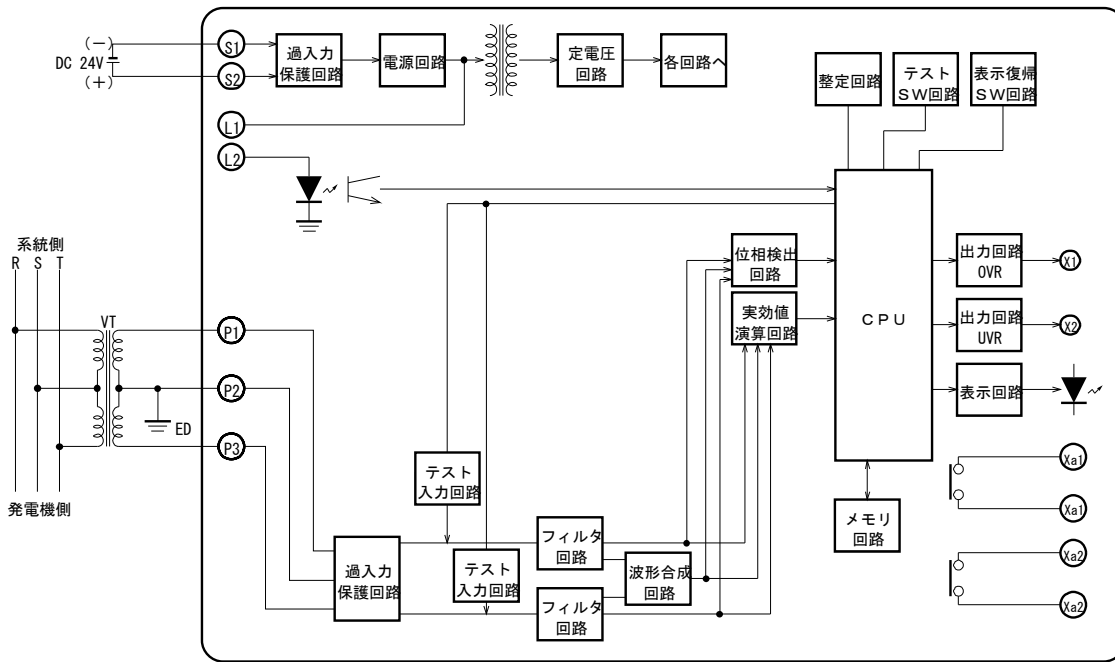 (－)
DC 24V
(＋)
S1
S2
L1
L2
過入力
保護回路
電源回路
定電圧
回路
各回路へ
整定回路
テスト
SW回路
表示復帰
SW回路
系統側
R S T
VT
P1
P2
P3
ED
発電機側
位相検出
回路
実効値
演算回路
CPU
出力回路
OVR
X1
出力回路
UVR
X2
表示回路
テスト
入力回路
テスト
入力回路
過入力
保護回路
フィルタ
回路
フィルタ
回路
波形合成
回路
メモリ
回路
Xa1
Xa1
Xa2
Xa2